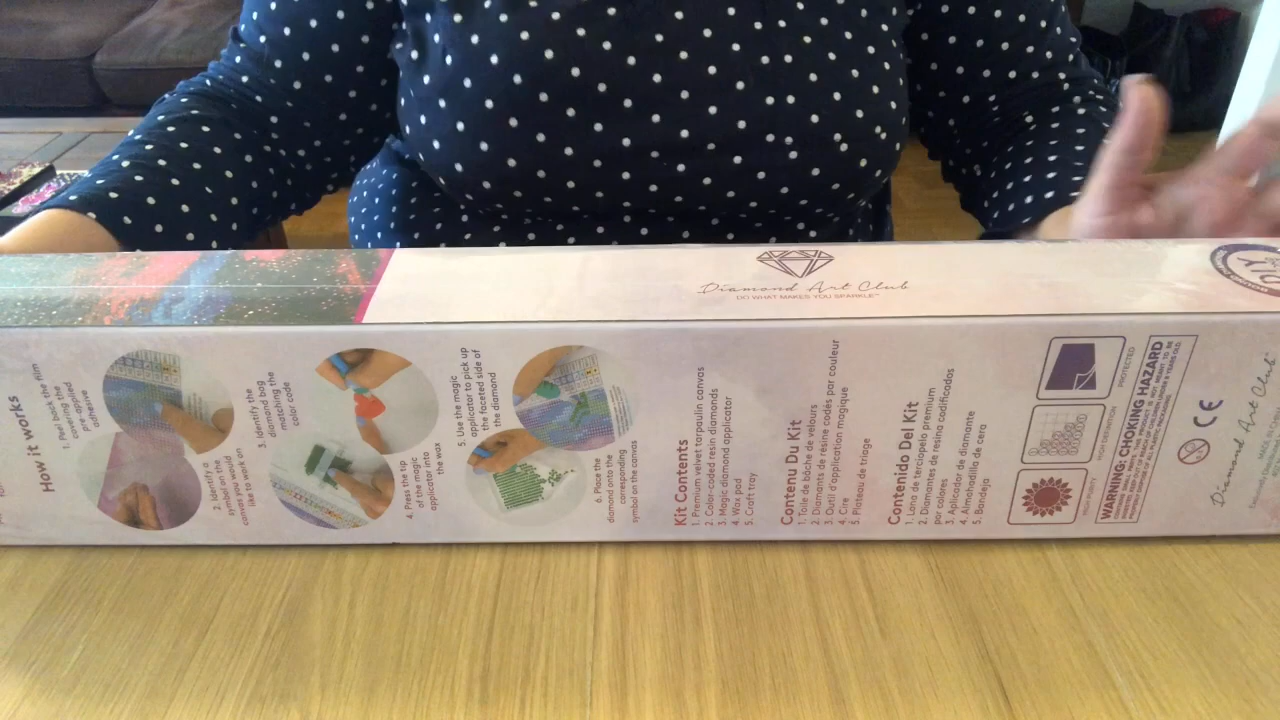 Diamond Art Club
DO WHAT MAKES YOU SPARKLE™
DIY
How it works
1. Peel back the film
covering the
pre-applied
adhesive
2. Identify a
symbol on the
canvas you would
like to work on
3. Identify the
diamond bag
matching the
color code
4. Press the tip
of the magic
applicator into
the wax
5. Use the magic
applicator to pick up
the faceted side of
the diamond
6. Place the
diamond onto the
corresponding
symbol on the canvas
Kit Contents
1. Premium velvet tarpaulin canvas
2. Color-coded resin diamonds
3. Magic diamond applicator
4. Wax pad
5. Craft tray
Contenu Du Kit
1. Toile de bâche de velours
2. Diamants de résine codés par couleur
3. Outil d'application magique
4. Cire
5. Plateau de triage
Contenido Del Kit
1. Lona de terciopelo premium
2. Diamantes de resina codificados
por colores
3. Aplicador de diamante
4. Almohadilla de cera
5. Bandeja
HIGH PURITY
HIGH DEFINITION
PROTECTED
WARNING: CHOKING HAZARD
CE
Diamond Art Club